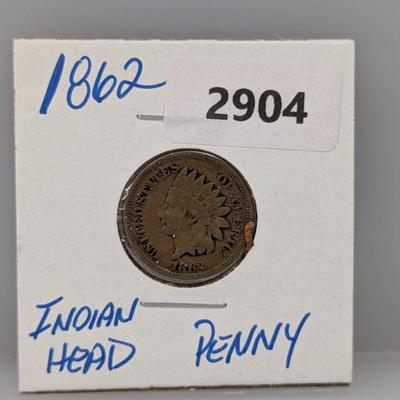 1862
2904
UNITED STATES OF AMERICA
1862
INDIAN HEAD
PENNY